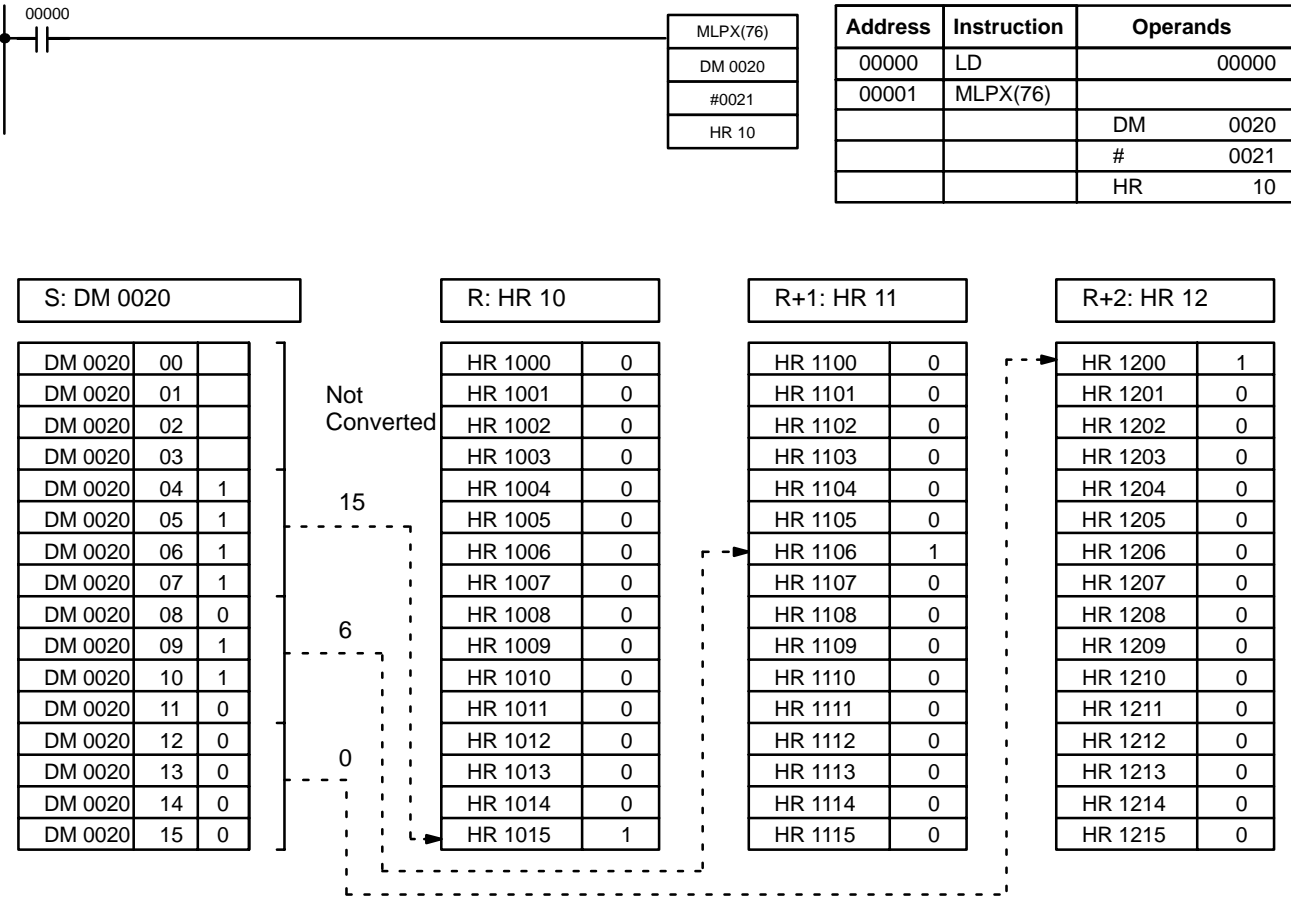 00000
MLPX(76)
DM 0020
#0021
HR 10
Address Instruction Operands
00000 LD 00000
00001 MLPX(76)
DM 0020
# 0021
HR 10
S: DM 0020 R: HR 10 R+1: HR 11 R+2: HR 12
DM 0020 00 HR 1000 0 HR 1100 0 HR 1200 1
DM 0020 01 Not HR 1001 0 HR 1101 0 HR 1201 0
DM 0020 02 Converted HR 1002 0 HR 1102 0 HR 1202 0
DM 0020 03 HR 1003 0 HR 1103 0 HR 1203 0
DM 0020 04 1 15 HR 1004 0 HR 1104 0 HR 1204 0
DM 0020 05 1 HR 1005 0 HR 1105 0 HR 1205 0
DM 0020 06 1 HR 1006 0 HR 1106 1 HR 1206 0
DM 0020 07 1 HR 1007 0 HR 1107 0 HR 1207 0
DM 0020 08 0 6 HR 1008 0 HR 1108 0 HR 1208 0
DM 0020 09 1 HR 1009 0 HR 1109 0 HR 1209 0
DM 0020 10 1 HR 1010 0 HR 1110 0 HR 1210 0
DM 0020 11 0 HR 1011 0 HR 1111 0 HR 1211 0
DM 0020 12 0 0 HR 1012 0 HR 1112 0 HR 1212 0
DM 0020 13 0 HR 1013 0 HR 1113 0 HR 1213 0
DM 0020 14 0 HR 1014 0 HR 1114 0 HR 1214 0
DM 0020 15 0 HR 1015 1 HR 1115 0 HR 1215 0